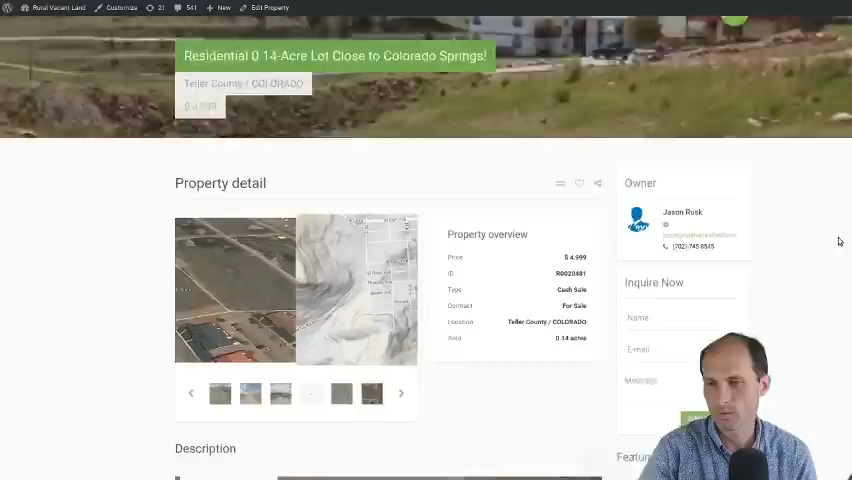 Rural Vacant Land Customize 21 541 New Edit Property
Residential 0.14-Acre Lot Close to Colorado Springs!
Teller County / COLORADO
$ 4.999
Property detail
Property overview
Price $ 4.999
ID R0020481
Type Cash Sale
Contract For Sale
Location Teller County / COLORADO
Area 0.14 acres
Owner
Jason Rusk
@
(702)-745-8545
Inquire Now
Name
E-mail
Message
Description